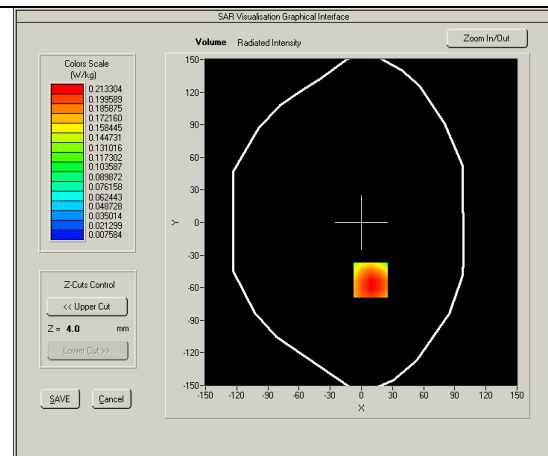 SAR Visualisation Graphical Interface
Volume Radiated Intensity
Zoom In/Out
Colors Scale
(W/kg)
0.213304
0.199589
0.185875
0.172160
0.158445
0.144731
0.131016
0.117302
0.103587
0.089872
0.076158
0.062443
0.048728
0.035014
0.021299
0.007584
Z-Cuts Control
<< Upper Cut
Z = 4.0 mm
Lower Cut >>
SAVE Cancel
150
120
90
60
30
0
-30
-60
-90
-120
-150
Y
-150 -120 -90 -60 -30 0 30 60 90 120 150
X